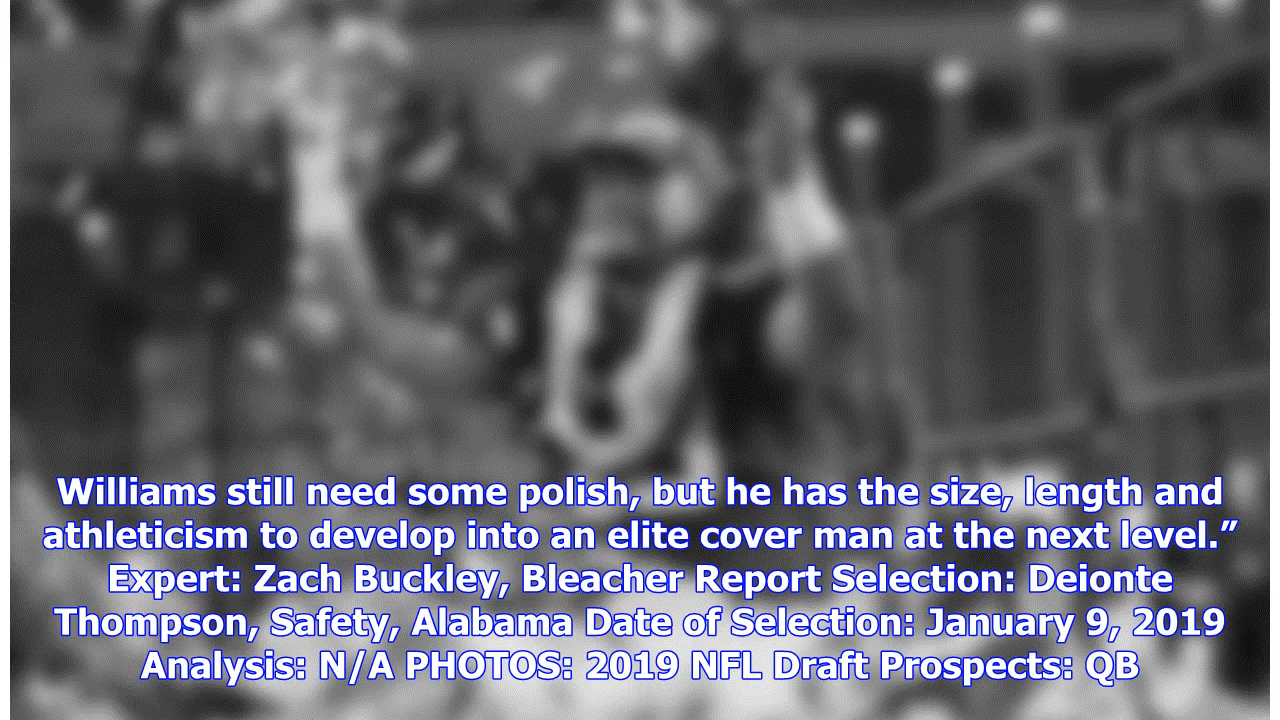 Williams still need some polish, but he has the size, length and
athleticism to develop into an elite cover man at the next level.”
Expert: Zach Buckley, Bleacher Report Selection: Deionte
Thompson, Safety, Alabama Date of Selection: January 9, 2019
Analysis: N/A PHOTOS: 2019 NFL Draft Prospects: QB